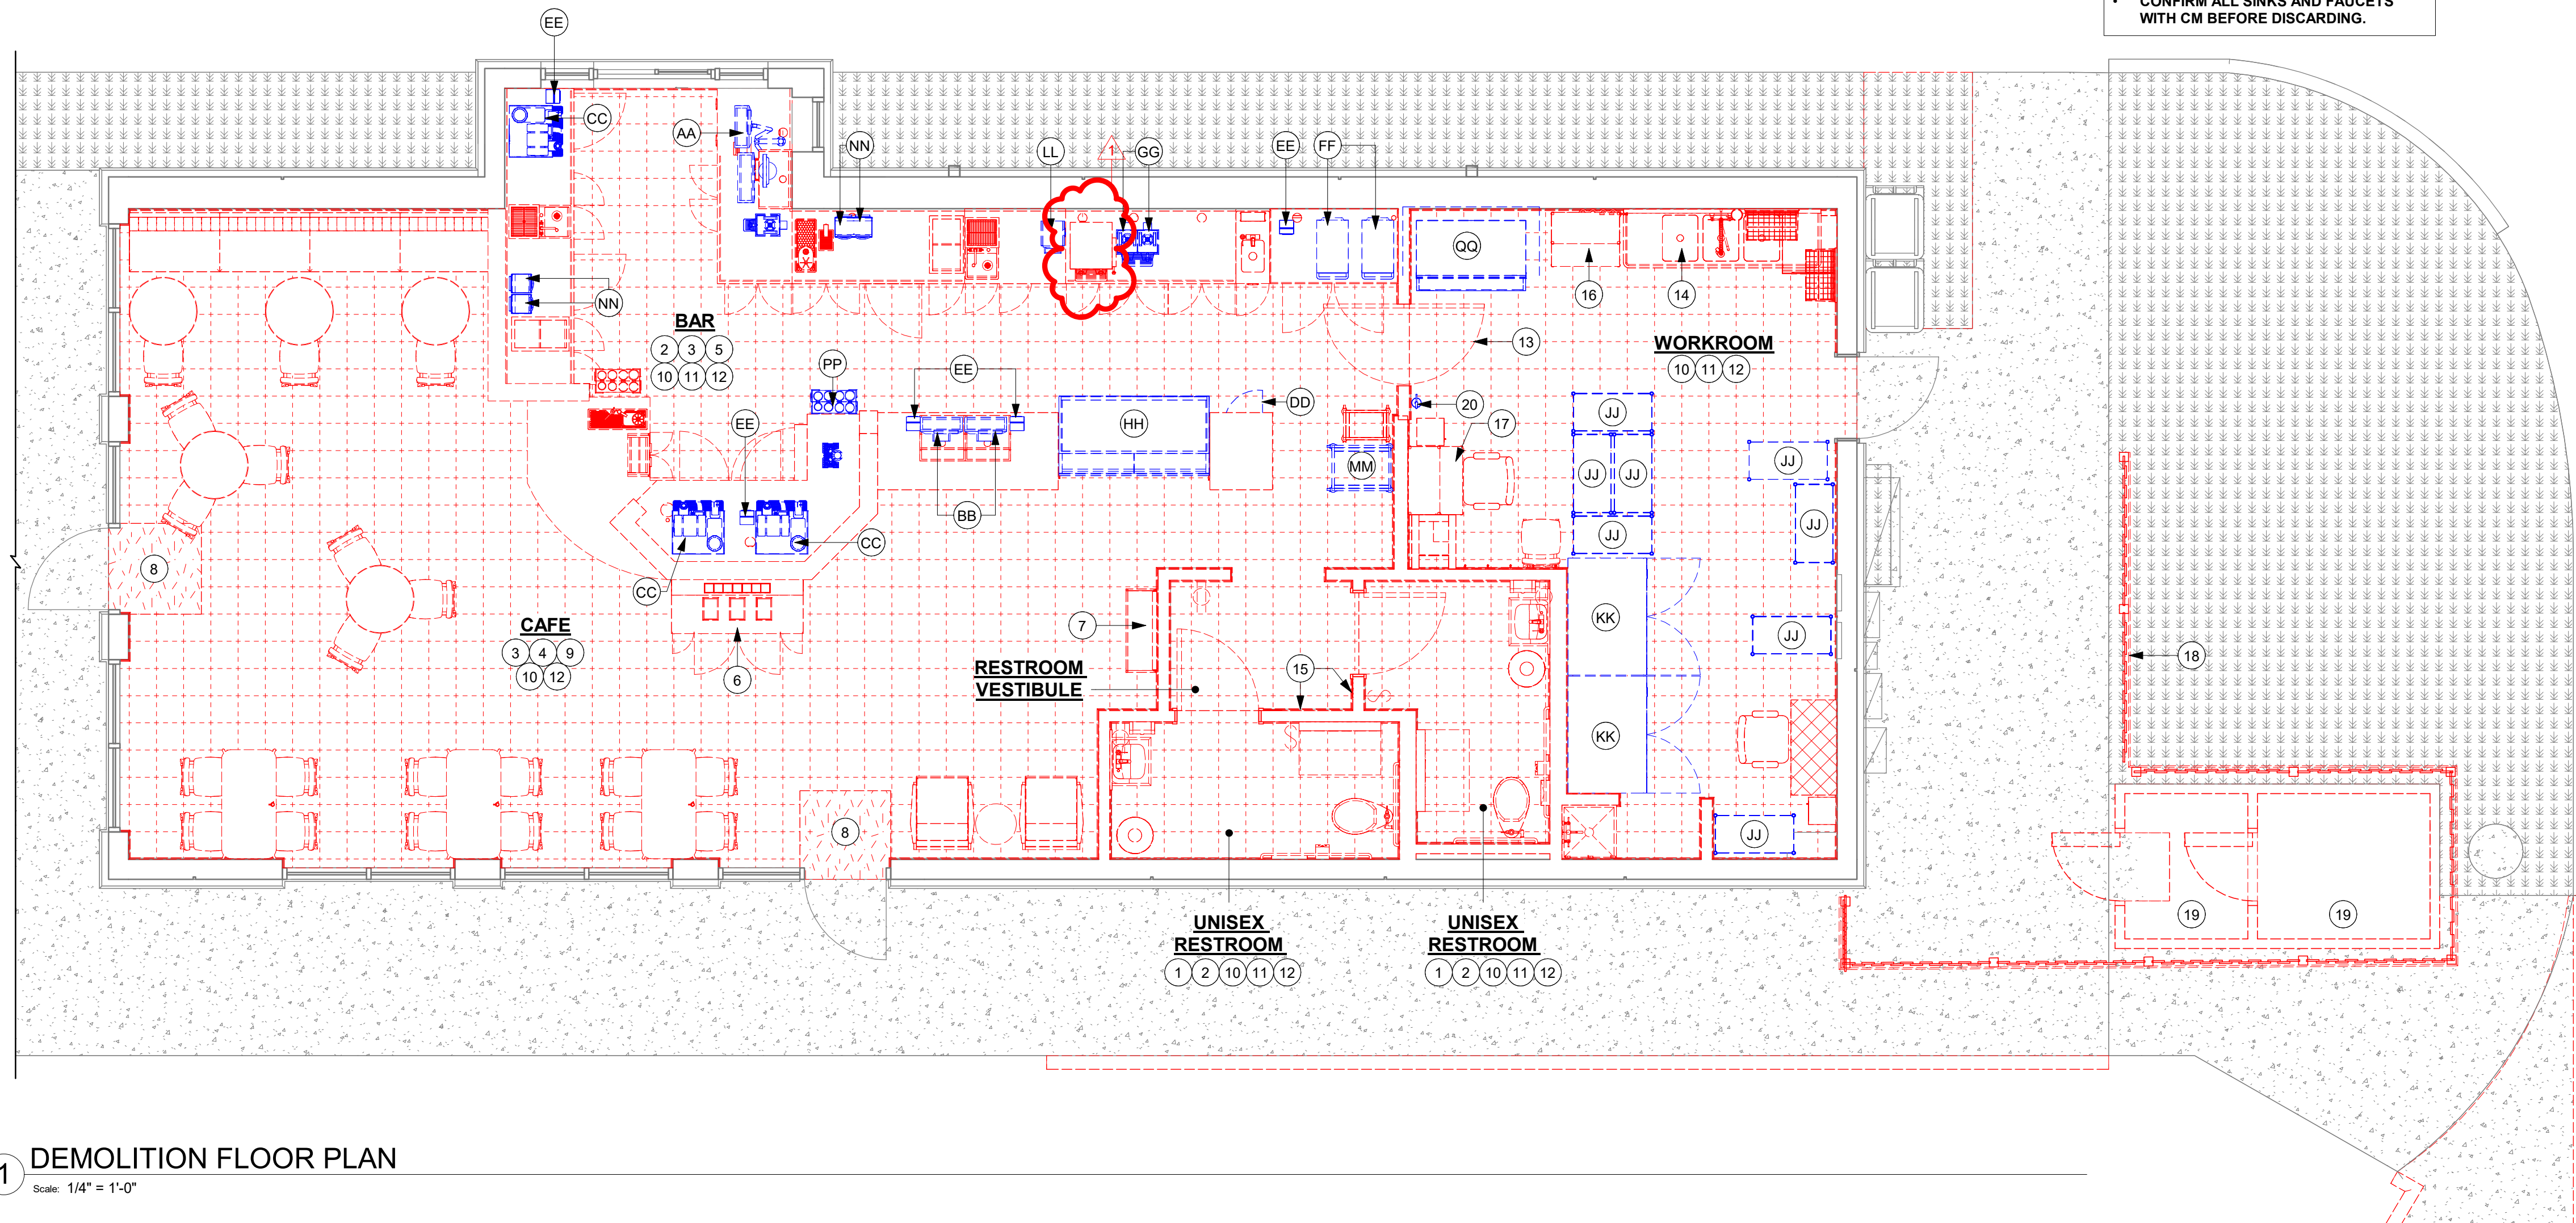 • CONFIRM ALL SINKS AND FAUCETS
WITH CM BEFORE DISCARDING.
EE
CC
AA
NN
LL
1
GG
EE
FF
QQ
16
14
NN
BAR
2 3 5
10 11 12
PP
EE
EE
HH
DD
MM
13
WORKROOM
10 11 12
20
17
JJ
JJ JJ
JJ
JJ
JJ
BB
CC
CC
8
CAFE
3 4 9
10 12
6
7
RESTROOM
VESTIBULE
15
KK
KK
JJ
JJ
18
8
19
19
UNISEX
RESTROOM
1 2 10 11 12
UNISEX
RESTROOM
1 2 10 11 12
1
DEMOLITION FLOOR PLAN
Scale: 1/4" = 1'-0"